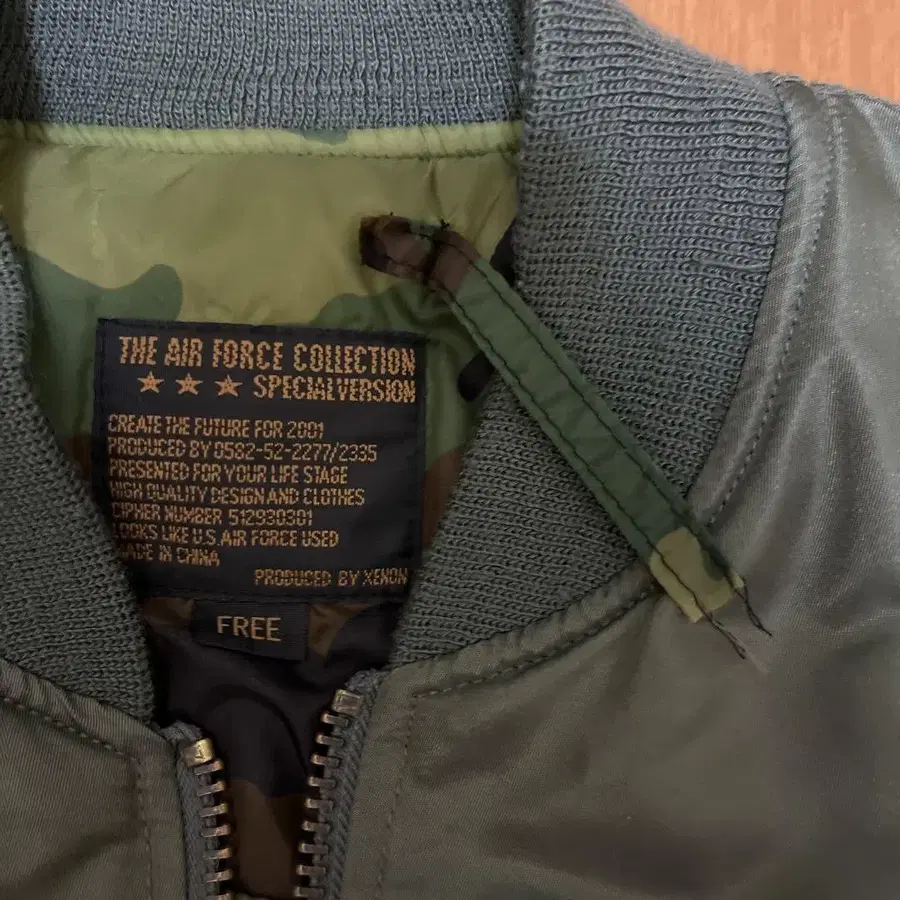 THE AIR FORCE COLLECTION
★ ★ ★ SPECIALVERSION
CREATE THE FUTURE FOR 2001
PRODUCED BY 0582-52-2277/2335
PRESENTED FOR YOUR LIFE STAGE
HIGH QUALITY DESIGN AND CLOTHES
CIPHER NUMBER 512930301
LOOKS LIKE U.S.AIR FORCE USED
MADE IN CHINA
PRODUCED BY XENON
FREE